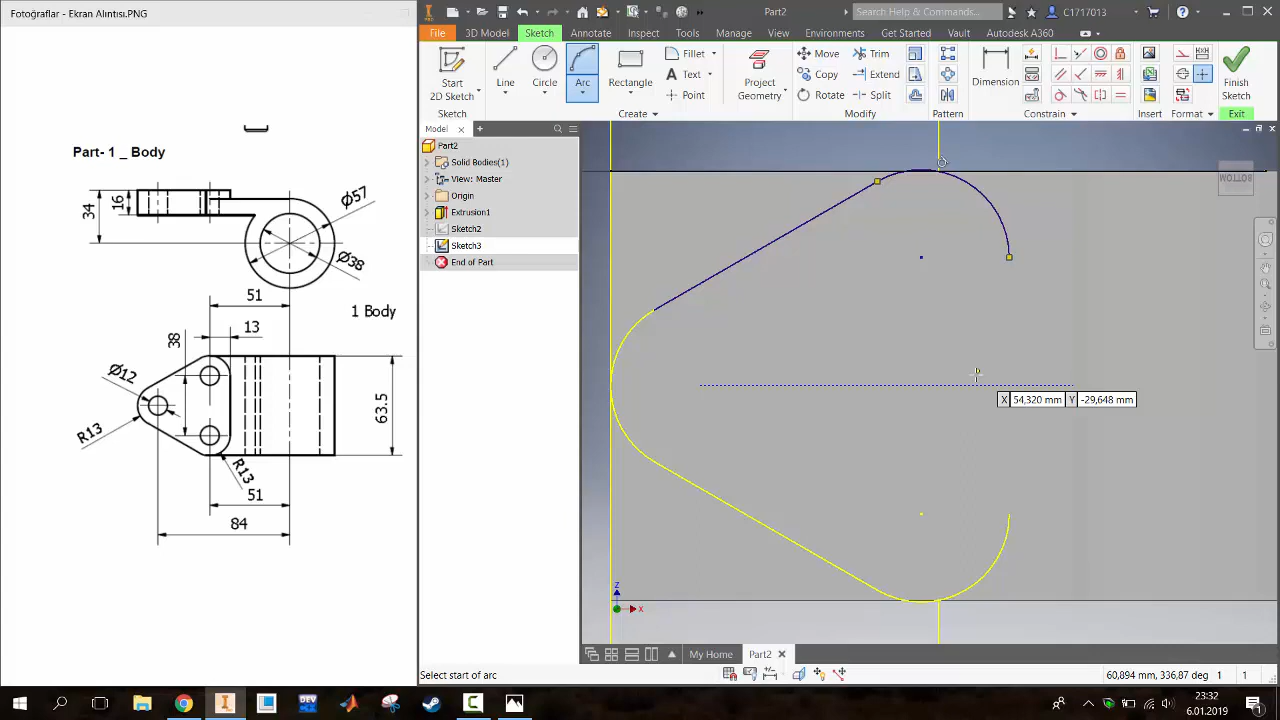 Fotoğraflar - Ekran Alıntısı.PNG
Part2
Search Help & Commands...
C1717013
File
3D Model
Sketch
Annotate
Inspect
Tools
Manage
View
Environments
Get Started
Vault
Autodesk A360
Start
2D Sketch
Line
Circle
Arc
Rectangle
Fillet
Text
Point
Project
Geometry
Move
Copy
Rotate
Trim
Extend
Split
Dimension
Finish
Sketch
Sketch
Create
Modify
Pattern
Constrain
Insert
Format
Exit
Model
Part2
Solid Bodies(1)
View: Master
Origin
Extrusion1
Sketch2
Sketch3
End of Part
Part- 1 _ Body
34
16
Ø57
Ø38
51
1 Body
13
38
Ø12
R13
63.5
R13
51
84
BOTTOM
X 54,320 mm Y -29,648 mm
Z
X
My Home
Part2
Select start of arc
60,894 mm, 336,87 deg 1 1
DEV
23:32
6.01.2019